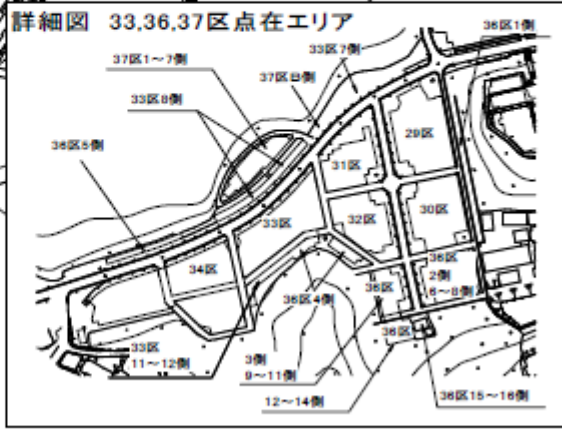 詳細図 33,36,37区点在エリア
36区1側
33区7側
37区1～7側
37区8側
33区8側
29区
36区5側
31区
33区
32区
30区
34区
36区
2側
6～8側
36区
36区4側
36区
33区
11～12側
3側
9～11側
12～14側
36区15～16側